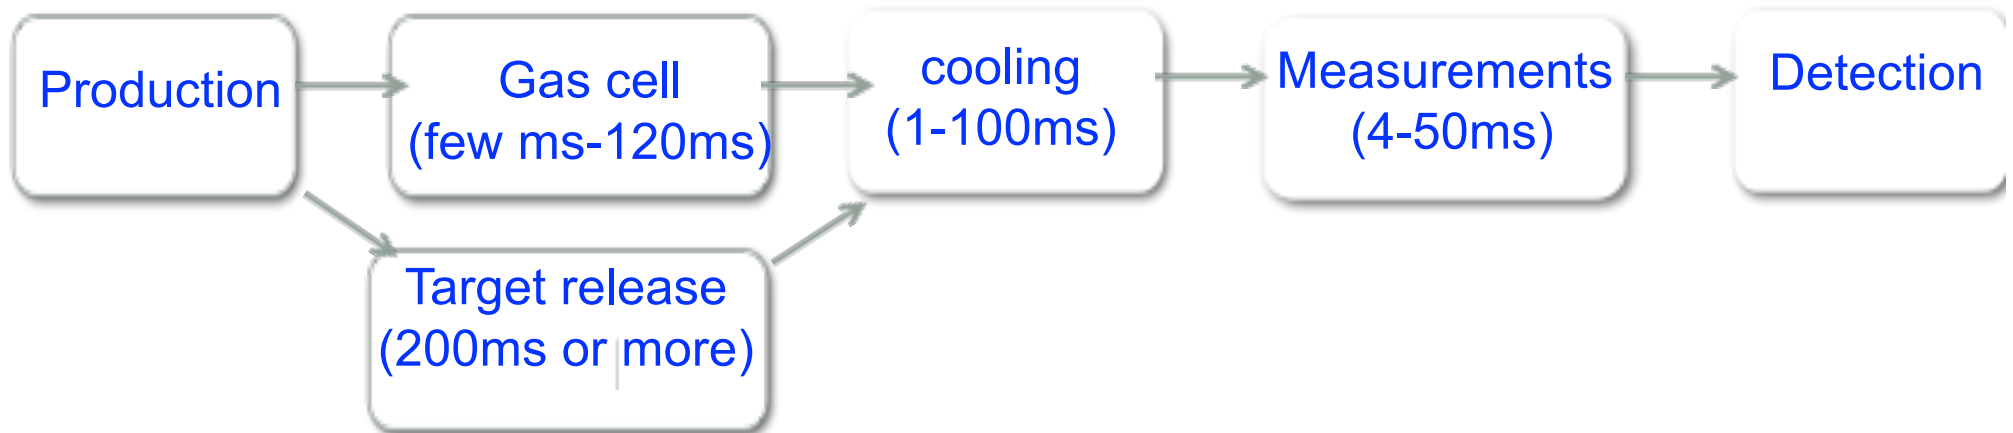 Production
Gas cell
(few ms-120ms)
cooling
(1-100ms)
Measurements
(4-50ms)
Detection
Target release
(200ms or more)